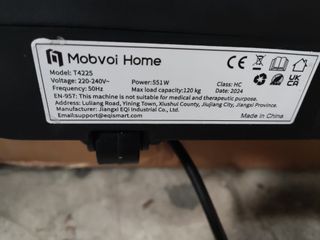 Mobvoi Home
Model: T4225
Voltage: 220-240V~ Power:551W Class: HC
Frequency: 50Hz Max load capacity:120 kg Date: 2024
EN-957: This machine is not suitable for medical and therapeutic purpose.
Address: Luliang Road, Yining Town, Xiushui County, Jiujiang City, Jiangxi Province.
Manufacturer: Jiangxi EQI Industrial Co., Ltd.
Email:support@eqismart.com Made in China
CE
UK
CA